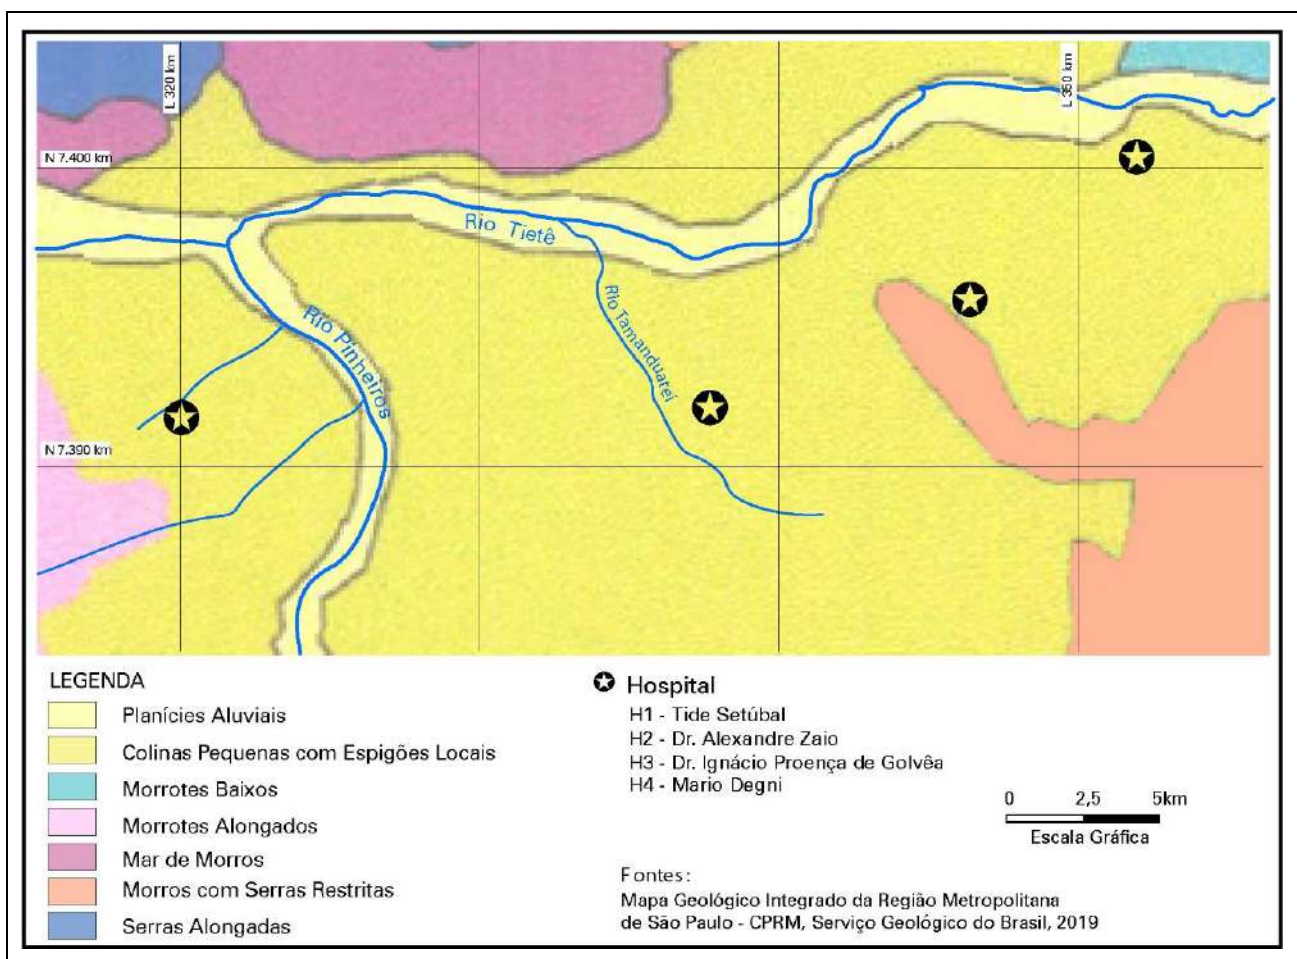 L 320 km
L 350 km
N 7.400 km
Rio Tietê
Rio Pinheiros
Rio Tamanduateí
N 7.390 km
LEGENDA
Planícies Aluviais
Colinas Pequenas com Espigões Locais
Morrotes Baixos
Morrotes Alongados
Mar de Morros
Morros com Serras Restritas
Serras Alongadas
Hospital
H1 - Tide Setúbal
H2 - Dr. Alexandre Zaio
H3 - Dr. Ignácio Proença de Golvêa
H4 - Mario Degni
0 2,5 5km
Escala Gráfica
Fontes:
Mapa Geológico Integrado da Região Metropolitana
de São Paulo - CPRM, Serviço Geológico do Brasil, 2019